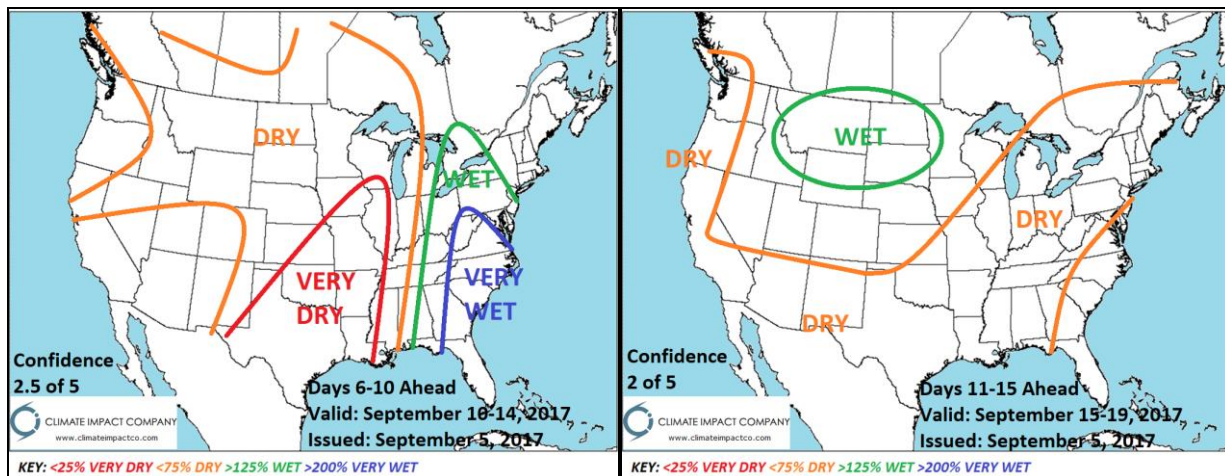 DRY
WET
VERY
DRY
VERY
WET
Confidence
2.5 of 5
Days 6-10 Ahead
Valid: September 10-14, 2017
Issued: September 5, 2017
CLIMATE IMPACT COMPANY
www.climateimpactco.com
KEY: <25% VERY DRY <75% DRY >125% WET >200% VERY WET
WET
DRY
DRY
DRY
Confidence
2 of 5
Days 11-15 Ahead
Valid: September 15-19, 2017
Issued: September 5, 2017
CLIMATE IMPACT COMPANY
www.climateimpactco.com
KEY: <25% VERY DRY <75% DRY >125% WET >200% VERY WET